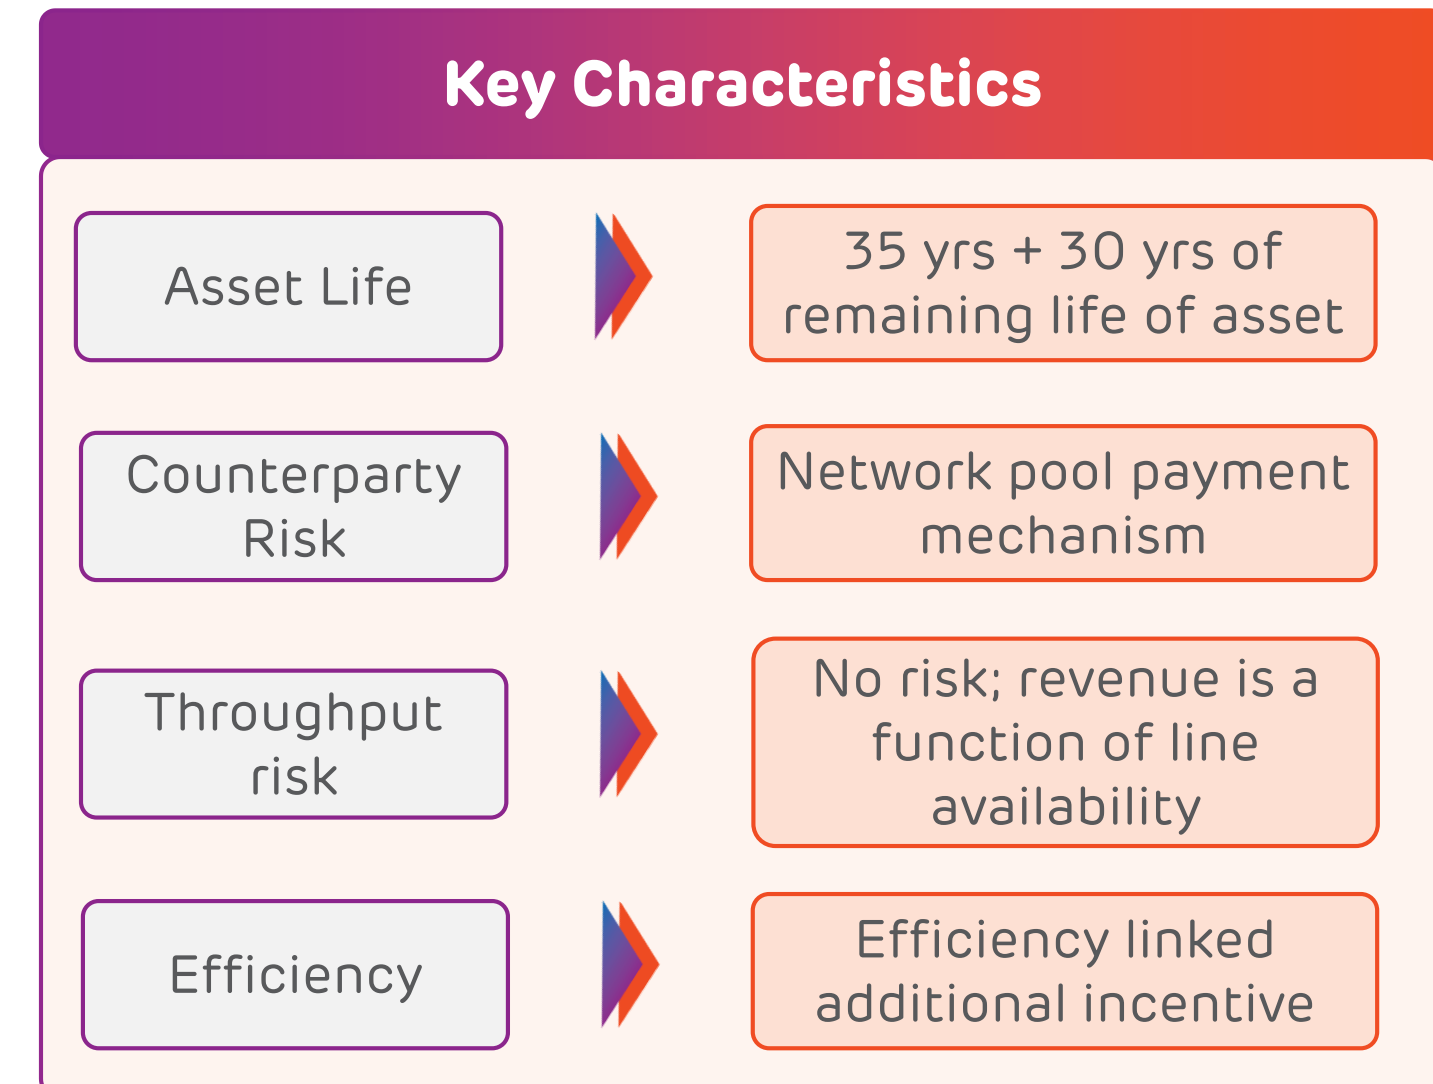 Key Characteristics
Asset Life
35 yrs + 30 yrs of
remaining life of asset
Counterparty
Risk
Network pool payment
mechanism
Throughput
risk
No risk; revenue is a
function of line
availability
Efficiency
Efficiency linked
additional incentive